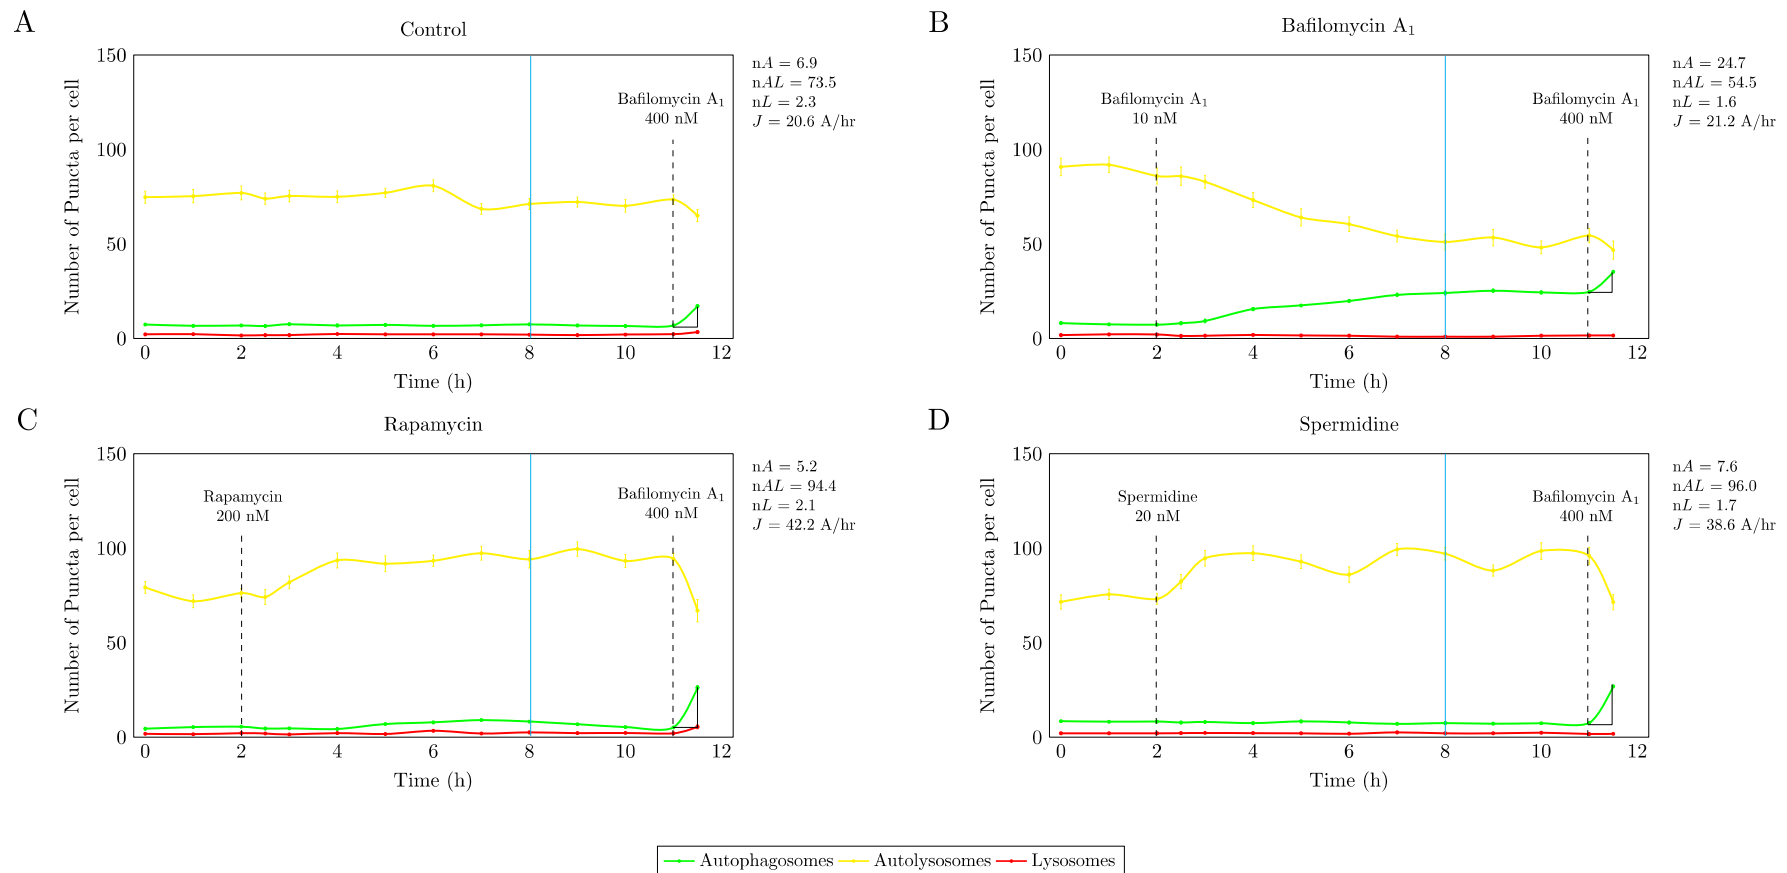 A
Control
Number of Puncta per cell
150
100
50
0
0 2 4 6 8 10 12
Time (h)
Bafilomycin A₁
400 nM
nA = 6.9
nAL = 73.5
nL = 2.3
J = 20.6 A/hr
B
Bafilomycin A₁
Number of Puncta per cell
150
100
50
0
0 2 4 6 8 10 12
Time (h)
Bafilomycin A₁
10 nM
Bafilomycin A₁
400 nM
nA = 24.7
nAL = 54.5
nL = 1.6
J = 21.2 A/hr
C
Rapamycin
Number of Puncta per cell
150
100
50
0
0 2 4 6 8 10 12
Time (h)
Rapamycin
200 nM
Bafilomycin A₁
400 nM
nA = 5.2
nAL = 94.4
nL = 2.1
J = 42.2 A/hr
D
Spermidine
Number of Puncta per cell
150
100
50
0
0 2 4 6 8 10 12
Time (h)
Spermidine
20 nM
Bafilomycin A₁
400 nM
nA = 7.6
nAL = 96.0
nL = 1.7
J = 38.6 A/hr
Autophagosomes Autolysosomes Lysosomes